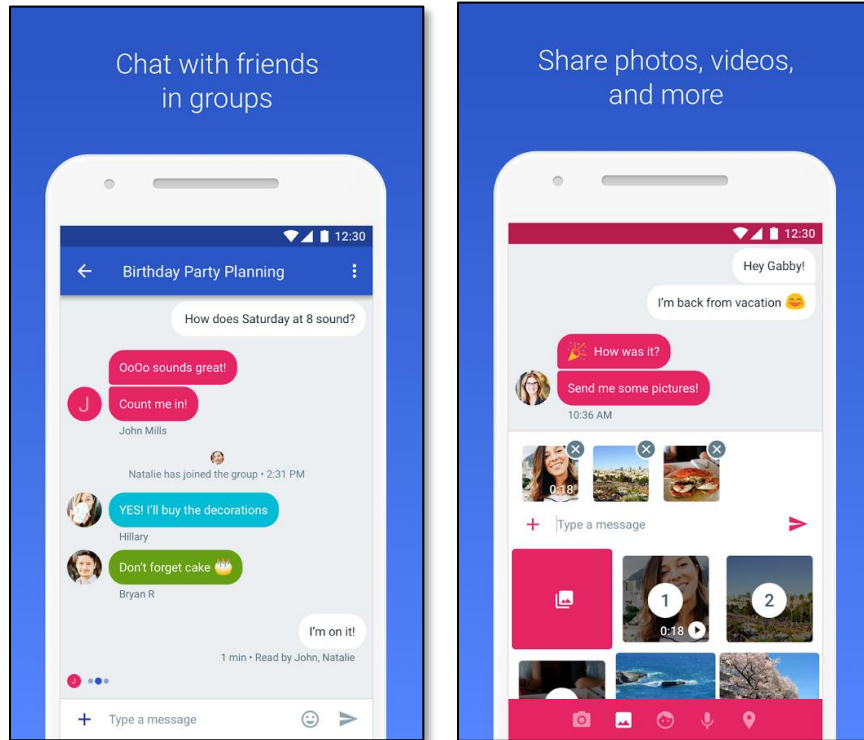 Chat with friends
in groups
12:30
Birthday Party Planning
How does Saturday at 8 sound?
OoOo sounds great!
J
Count me in!
John Mills
Natalie has joined the group • 2:31 PM
YES! I'll buy the decorations
Hillary
Don't forget cake 🎂
Bryan R
I'm on it!
1 min • Read by John, Natalie
J
Type a message
Share photos, videos,
and more
12:30
Hey Gabby!
I'm back from vacation 😊
🎉 How was it?
Send me some pictures!
10:36 AM
0:18
Type a message
1
2
0:18